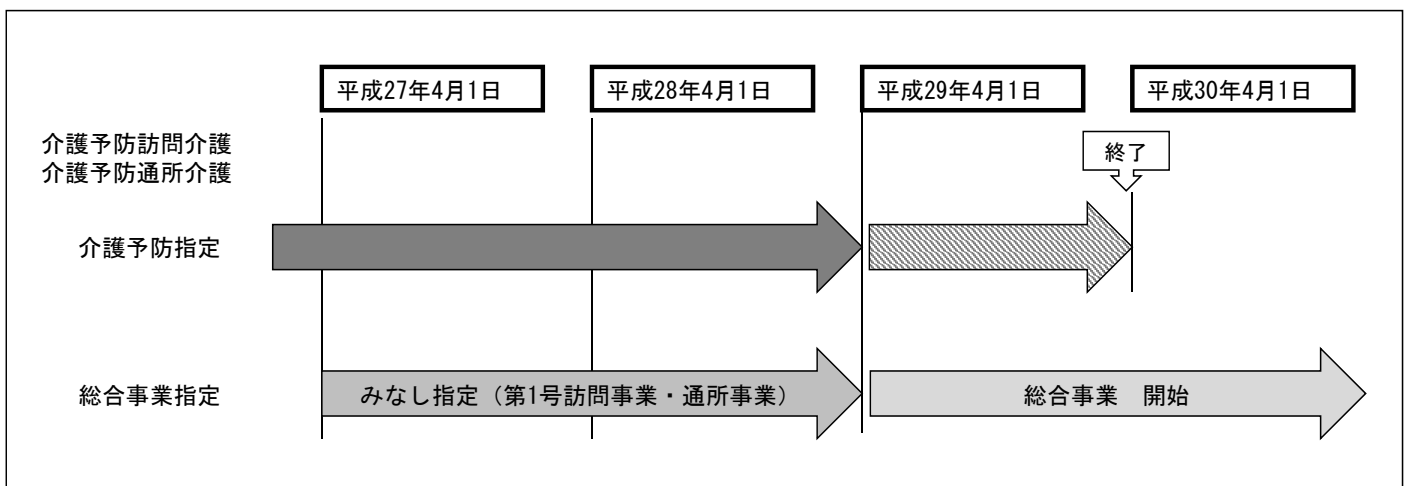 平成27年4月1日
平成28年4月1日
平成29年4月1日
平成30年4月1日
介護予防訪問介護
介護予防通所介護
終了
介護予防指定
総合事業指定
みなし指定（第1号訪問事業・通所事業）
総合事業　開始